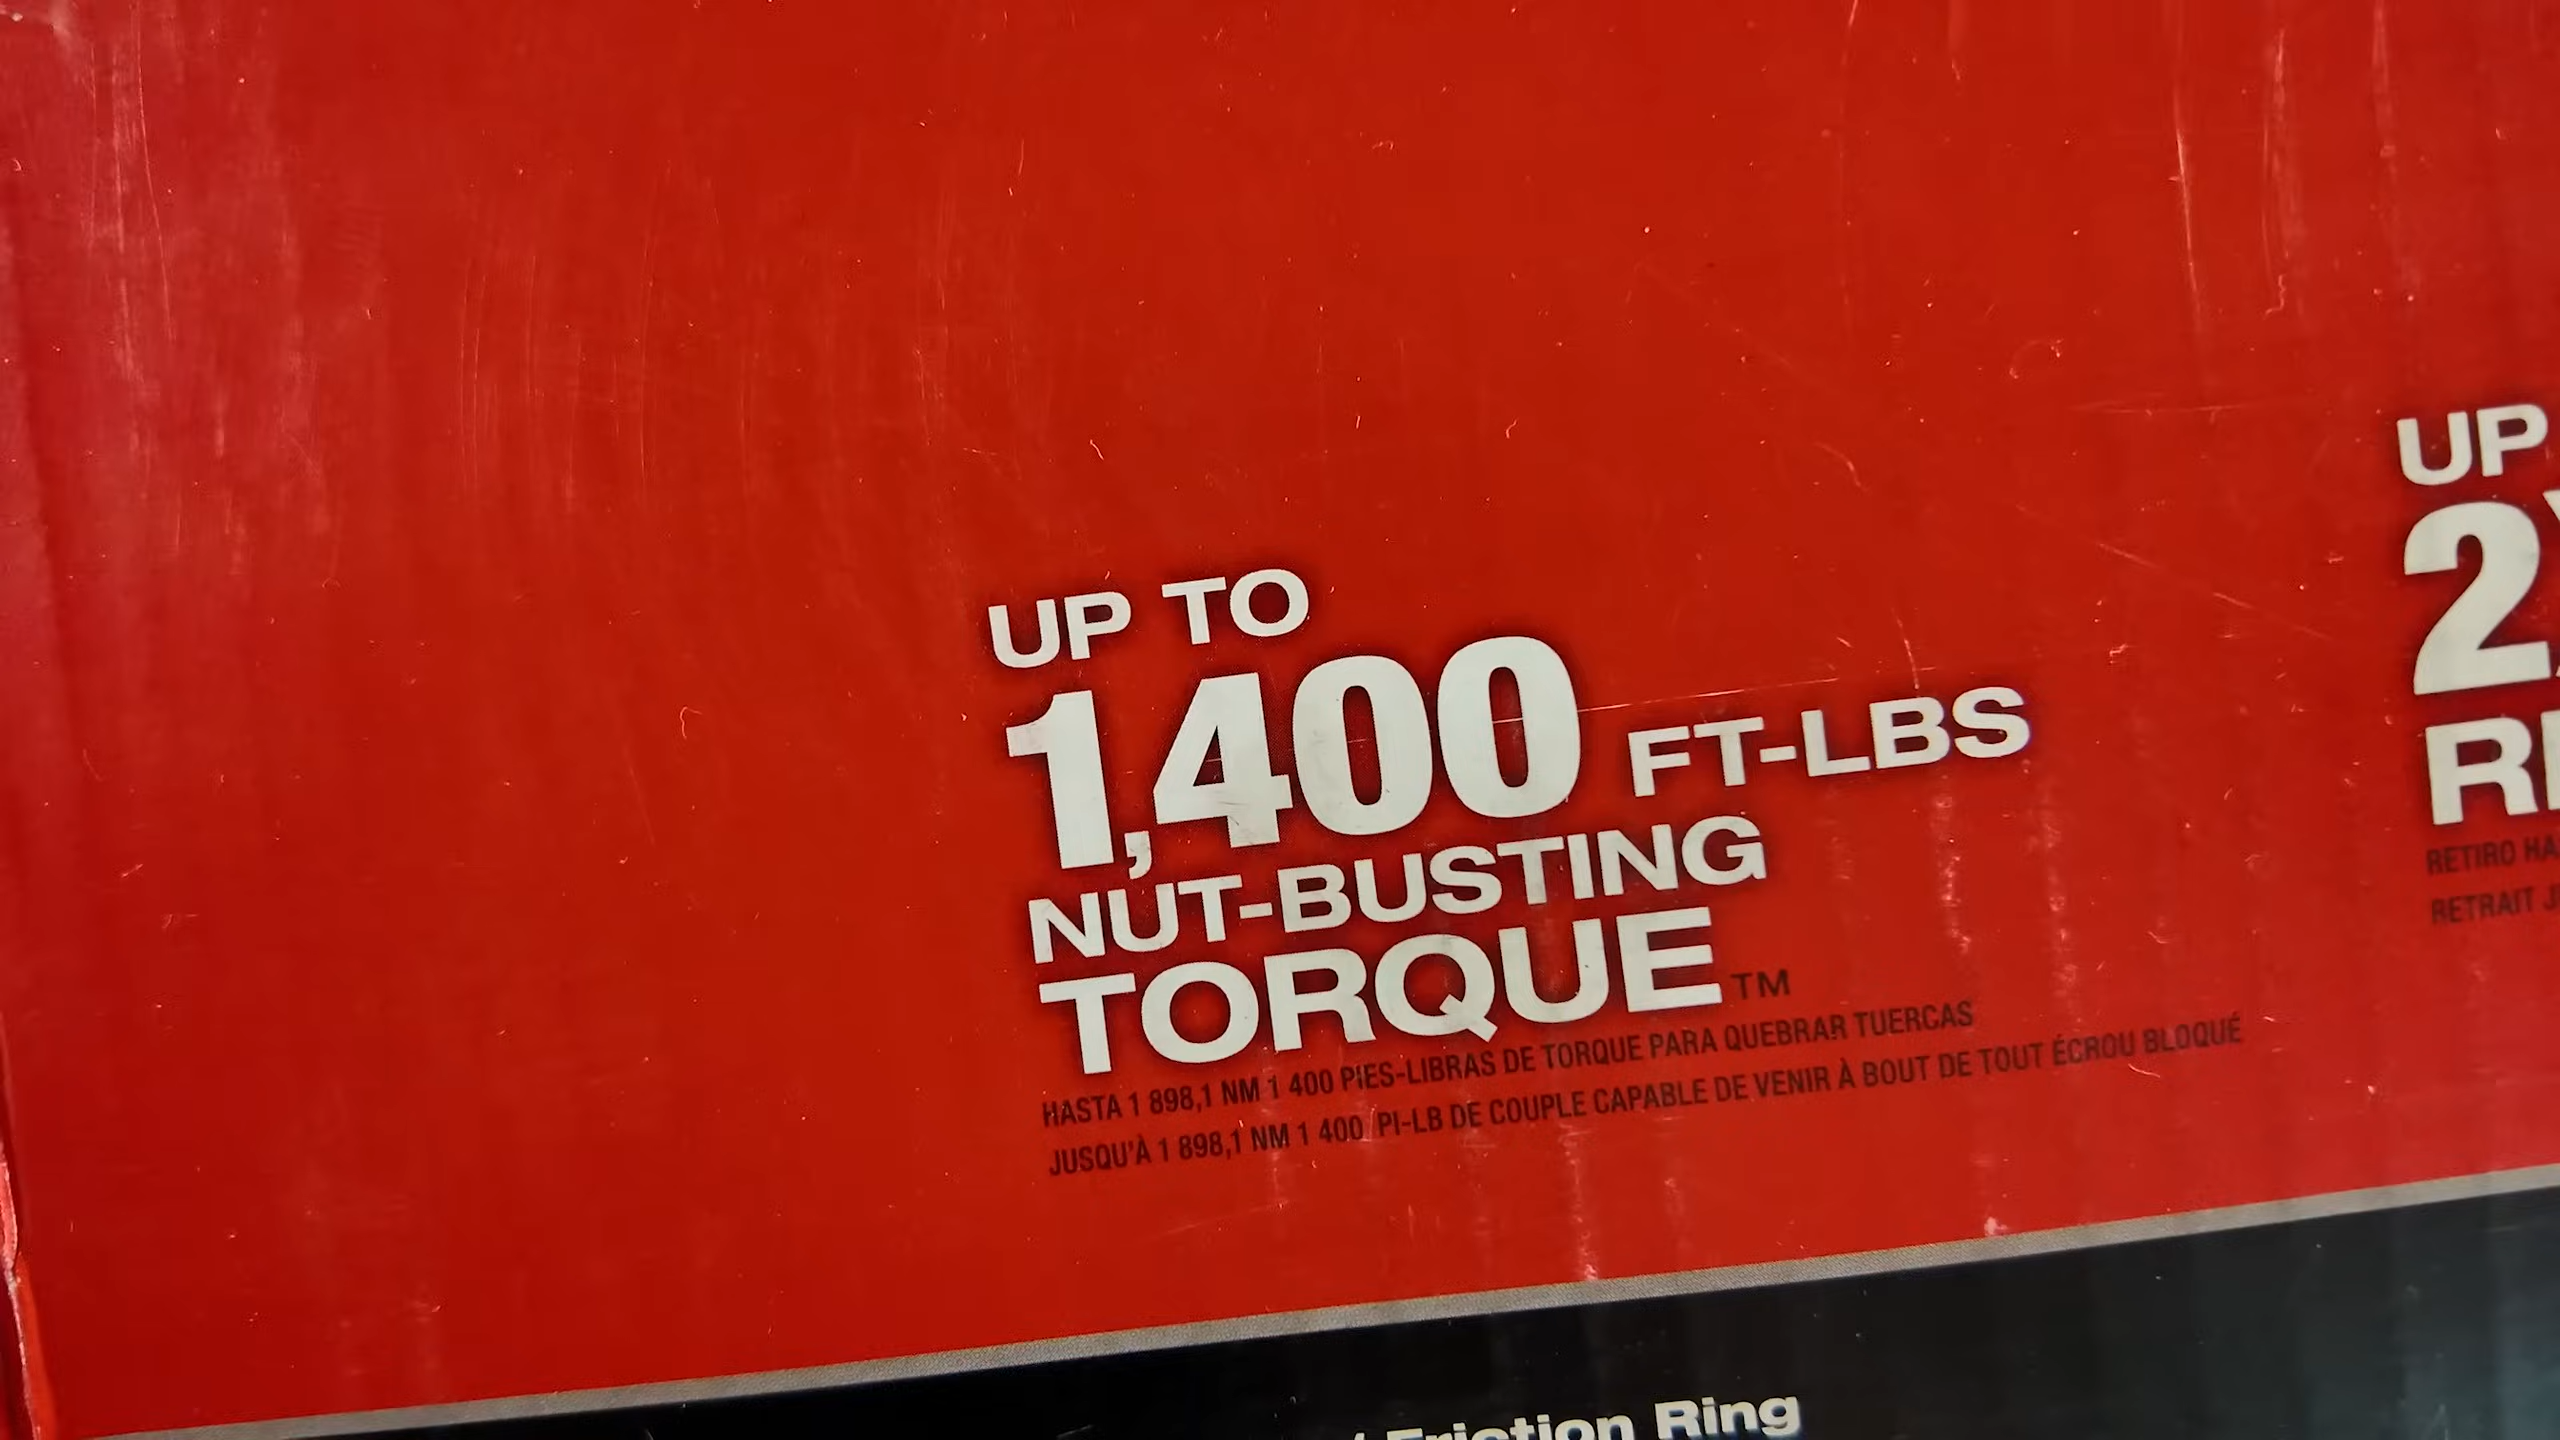 UP TO
1,400 FT-LBS
NUT-BUSTING
TORQUE™
HASTA 1 898,1 NM 1 400 PIES-LIBRAS DE TORQUE PARA QUEBRAR TUERCAS
JUSQU'À 1 898,1 NM 1 400 PI-LB DE COUPLE CAPABLE DE VENIR À BOUT DE TOUT ÉCROU BLOQUÉ
UP
RETIRO
RETRAIT
Friction Ring